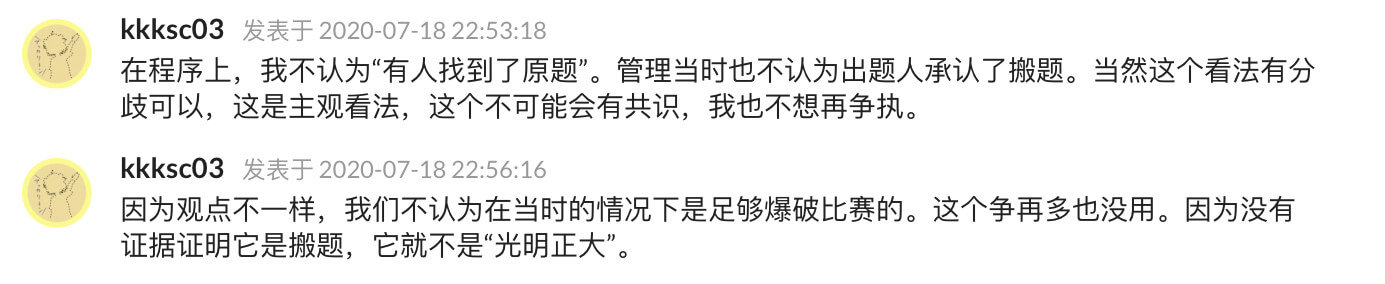 kkksc03 发表于 2020-07-18 22:53:18
在程序上，我不认为“有人找到了原题”。管理当时也不认为出题人承认了搬题。当然这个看法有分
歧可以，这是主观看法，这个不可能会有共识，我也不想再争执。
kkksc03 发表于 2020-07-18 22:56:16
因为观点不一样，我们不认为在当时的情况下是足够爆破比赛的。这个争再多也没用。因为没有
证据证明它是搬题，它就不是“光明正大”。